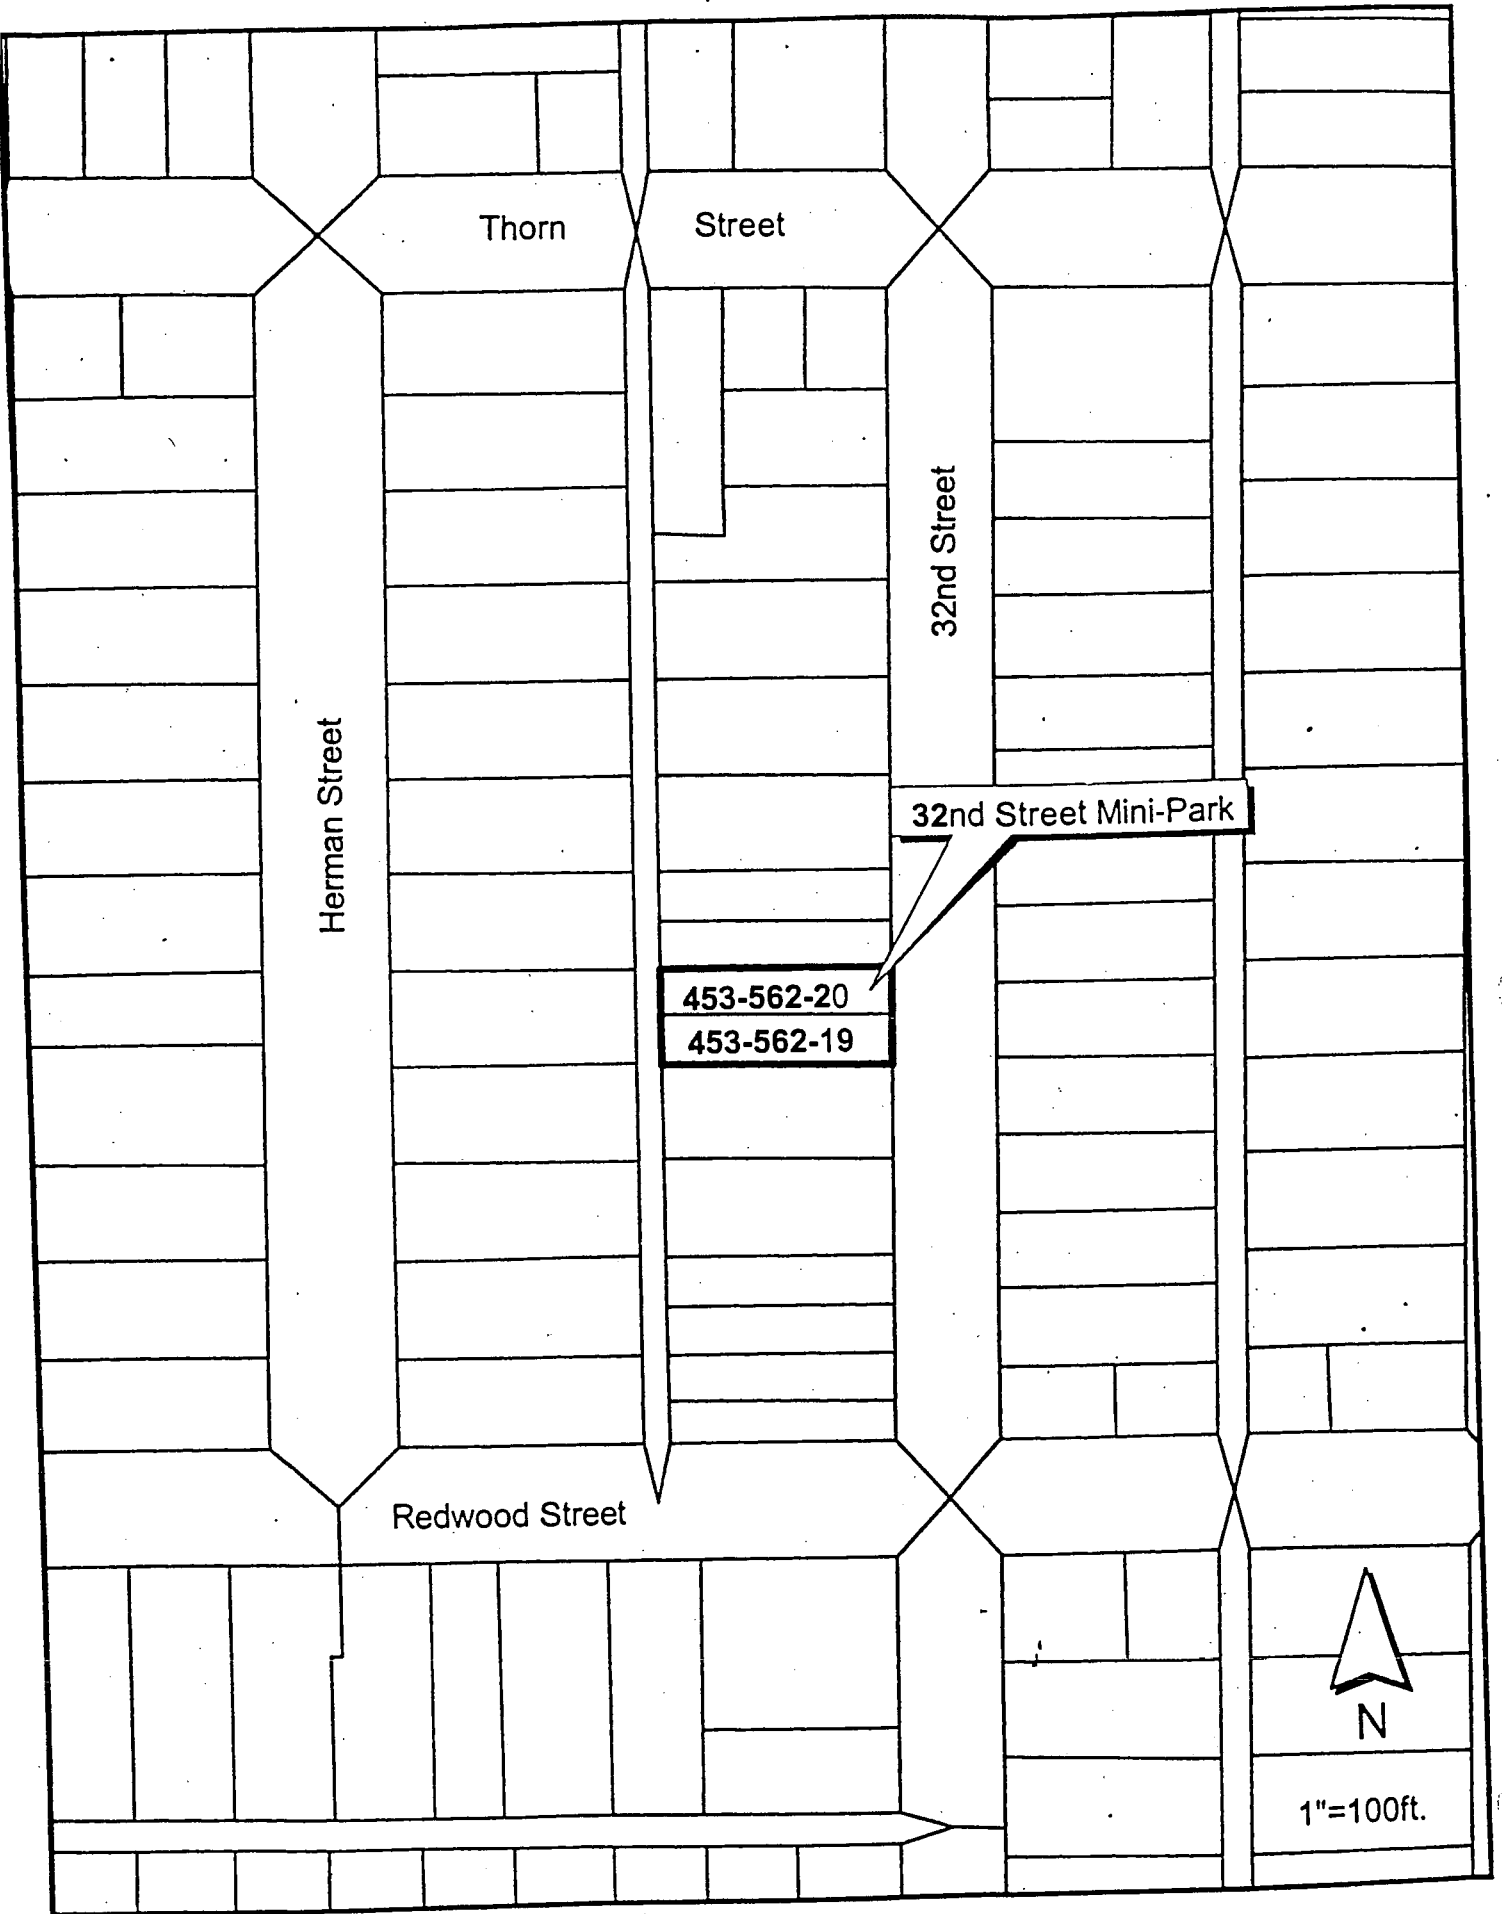 Thorn Street
32nd Street
Herman Street
32nd Street Mini-Park
453-562-20
453-562-19
Redwood Street
N
1"=100ft.